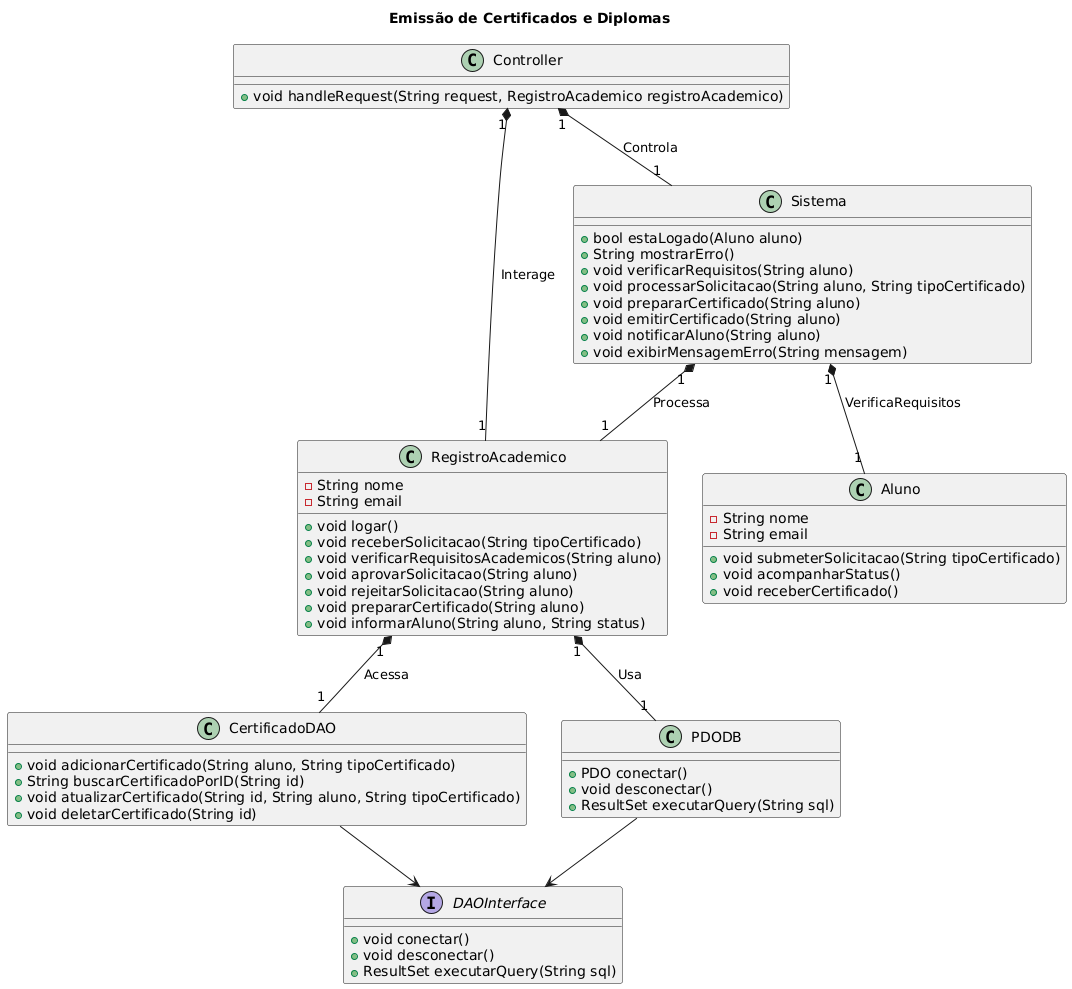 Emissão de Certificados e Diplomas
C Controller
void handleRequest(String request, RegistroAcademico registroAcademico)
1
1
Controla
1
C Sistema
bool estaLogado(Aluno aluno)
String mostrarErro()
void verificarRequisitos(String aluno)
void processarSolicitacao(String aluno, String tipoCertificado)
void prepararCertificado(String aluno)
void emitirCertificado(String aluno)
void notificarAluno(String aluno)
void exibirMensagemErro(String mensagem)
Interage
1
1
1
Processa
1
VerificaRequisitos
1
C RegistroAcademico
String nome
String email
void logar()
void receberSolicitacao(String tipoCertificado)
void verificarRequisitosAcademicos(String aluno)
void aprovarSolicitacao(String aluno)
void rejeitarSolicitacao(String aluno)
void prepararCertificado(String aluno)
void informarAluno(String aluno, String status)
C Aluno
String nome
String email
void submeterSolicitacao(String tipoCertificado)
void acompanharStatus()
void receberCertificado()
1
1
Acessa
Usa
1
1
C CertificadoDAO
void adicionarCertificado(String aluno, String tipoCertificado)
String buscarCertificadoPorID(String id)
void atualizarCertificado(String id, String aluno, String tipoCertificado)
void deletarCertificado(String id)
C PDODB
PDO conectar()
void desconectar()
ResultSet executarQuery(String sql)
I DAOInterface
void conectar()
void desconectar()
ResultSet executarQuery(String sql)